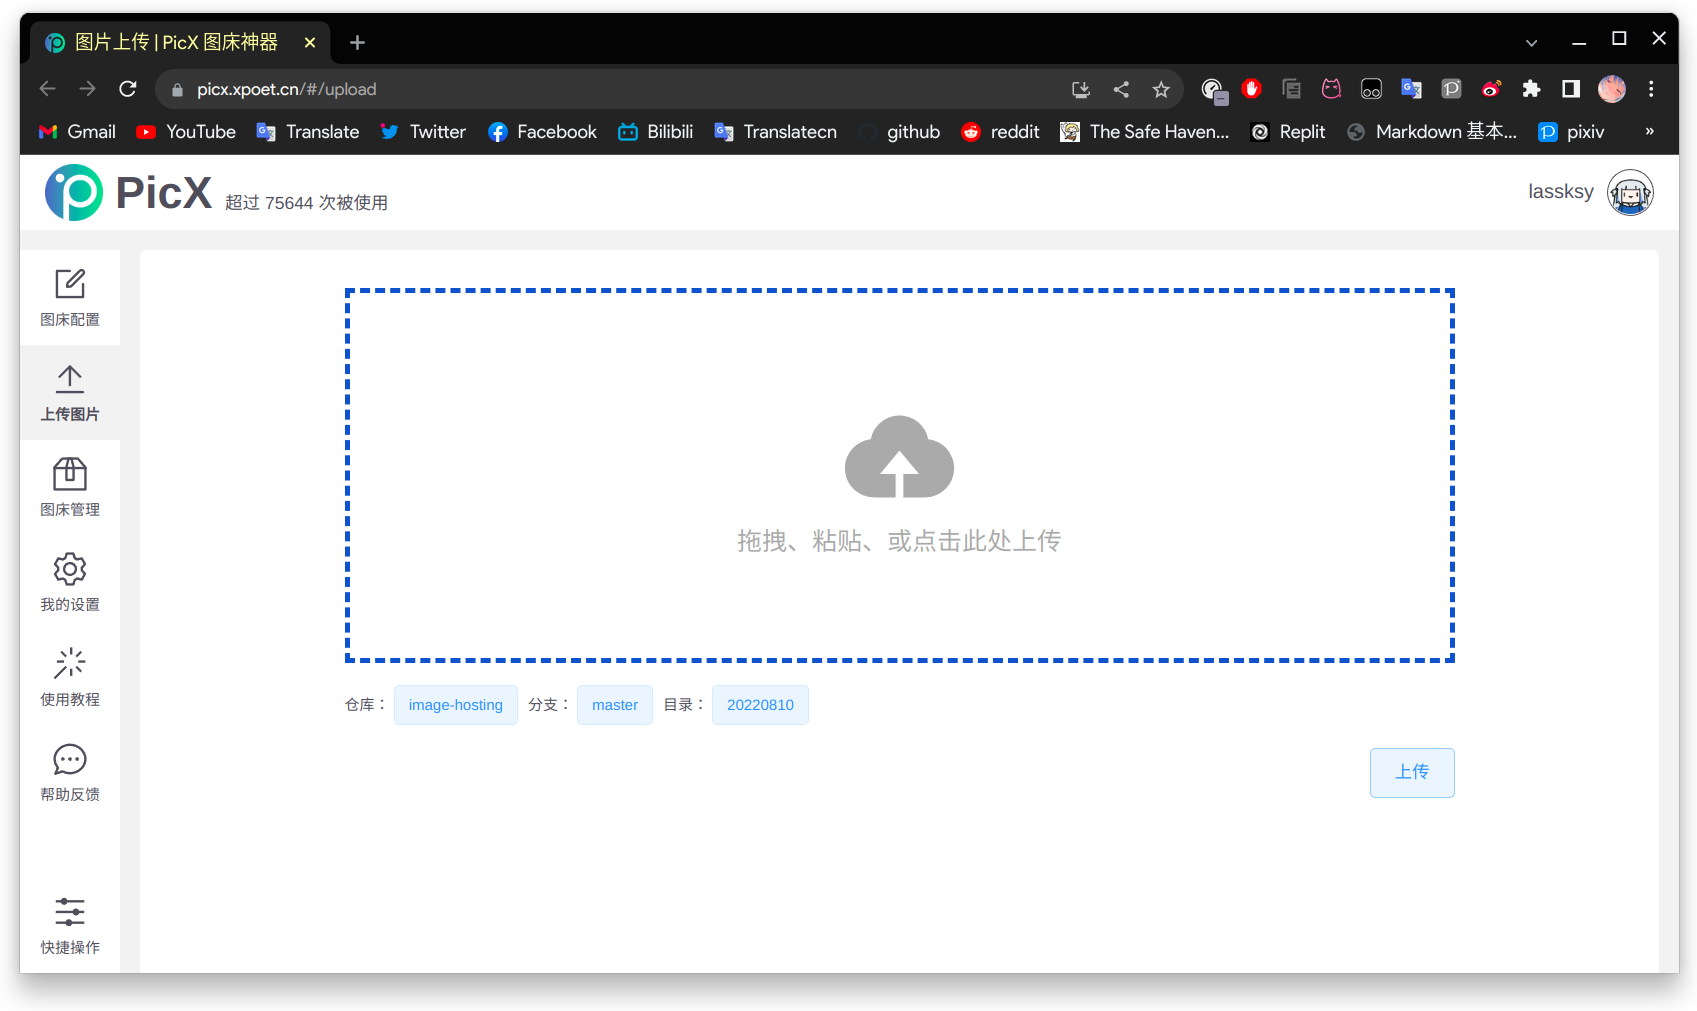 图片上传 | PicX 图床神器
picx.xpoet.cn/#/upload
Gmail YouTube Translate Twitter Facebook Bilibili Translatecn github reddit The Safe Haven... Replit Markdown 基本... pixiv »
PicX 超过 75644 次被使用
lassksy
图床配置
上传图片
图床管理
我的设置
使用教程
帮助反馈
快捷操作
拖拽、粘贴、或点击此处上传
仓库： image-hosting 分支： master 目录： 20220810
上传